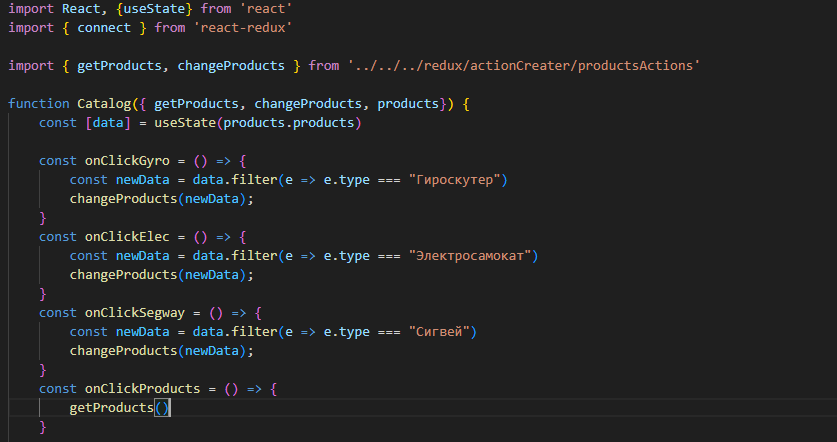 import React, {useState} from 'react'
import { connect } from 'react-redux'
import { getProducts, changeProducts } from '../../../redux/actionCreater/productsActions'
function Catalog({ getProducts, changeProducts, products}) {
const [data] = useState(products.products)
const onClickGyro = () => {
const newData = data.filter(e => e.type === "Гироскутер")
changeProducts(newData);
}
const onClickElec = () => {
const newData = data.filter(e => e.type === "Электросамокат")
changeProducts(newData);
}
const onClickSegway = () => {
const newData = data.filter(e => e.type === "Сигвей")
changeProducts(newData);
}
const onClickProducts = () => {
getProducts()
}